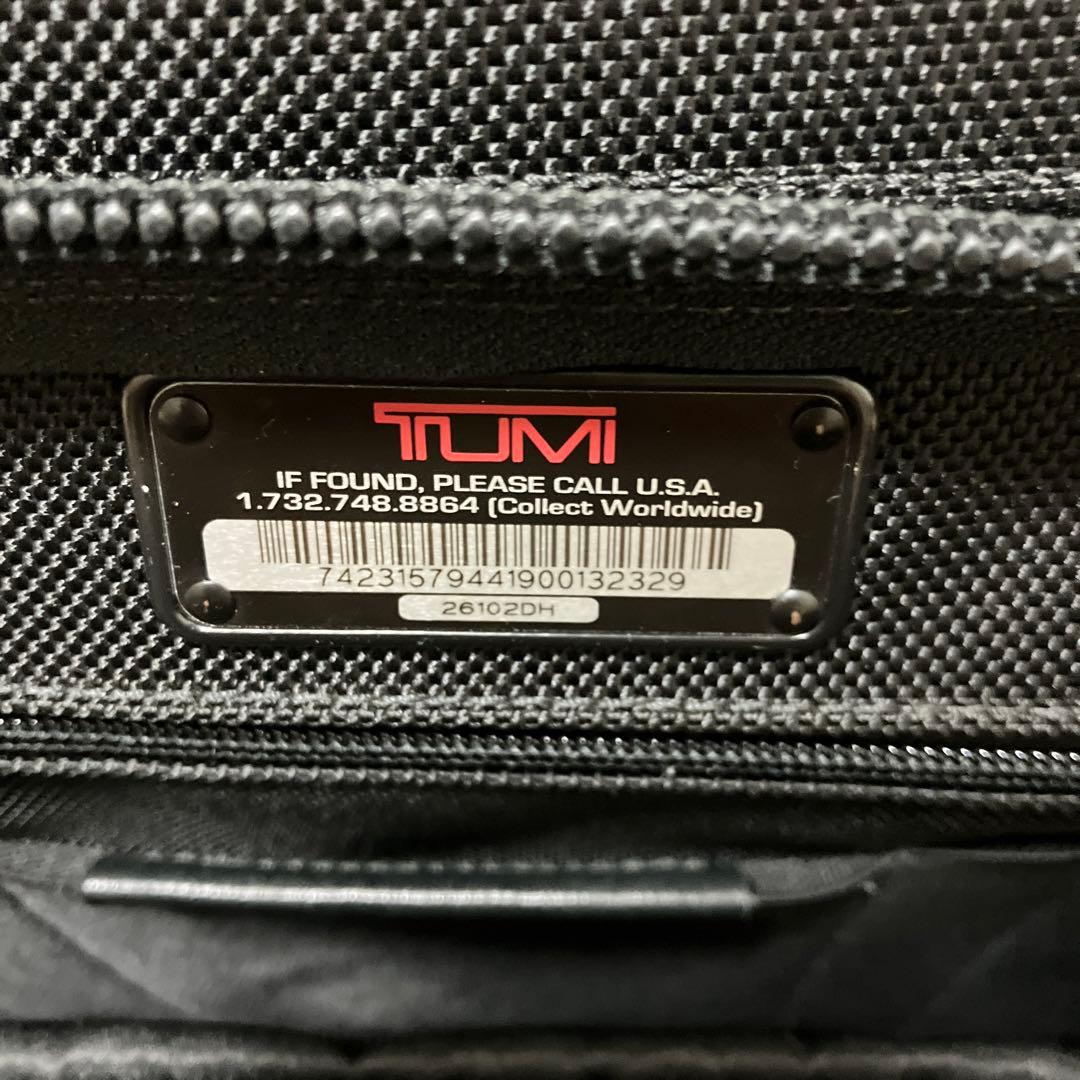 TUMI
IF FOUND, PLEASE CALL U.S.A.
1.732.748.8864 (Collect Worldwide)
74231579441900132329
26102DH